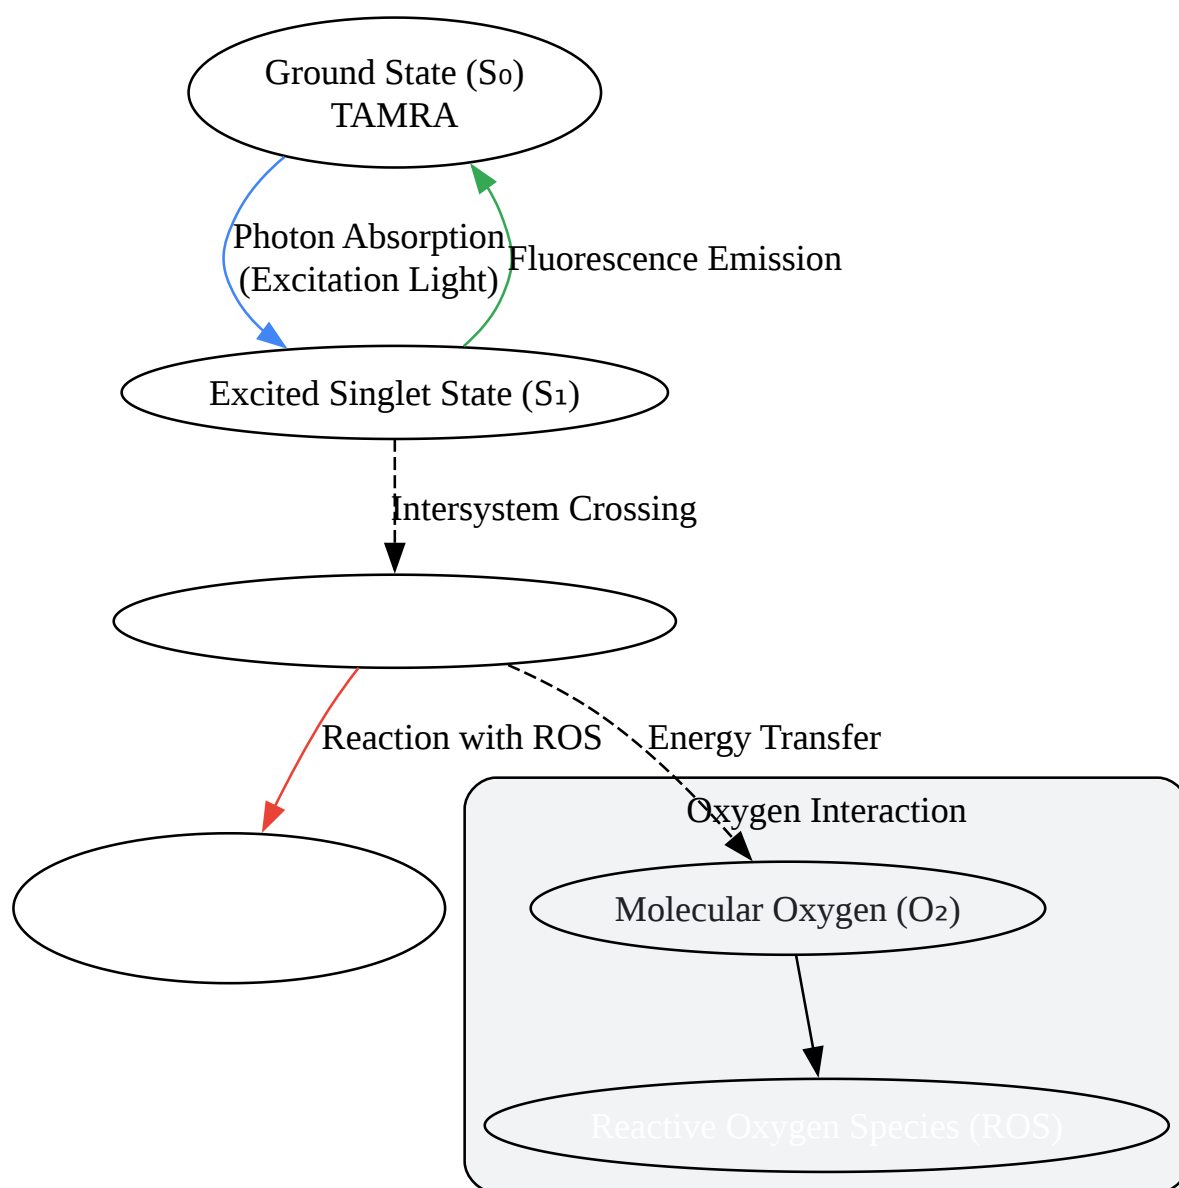 Ground State (S₀)
TAMRA
Photon Absorption
(Excitation Light)
Fluorescence Emission
Excited Singlet State (S₁)
Intersystem Crossing
Reaction with ROS
Energy Transfer
Oxygen Interaction
Molecular Oxygen (O₂)
Reactive Oxygen Species (ROS)